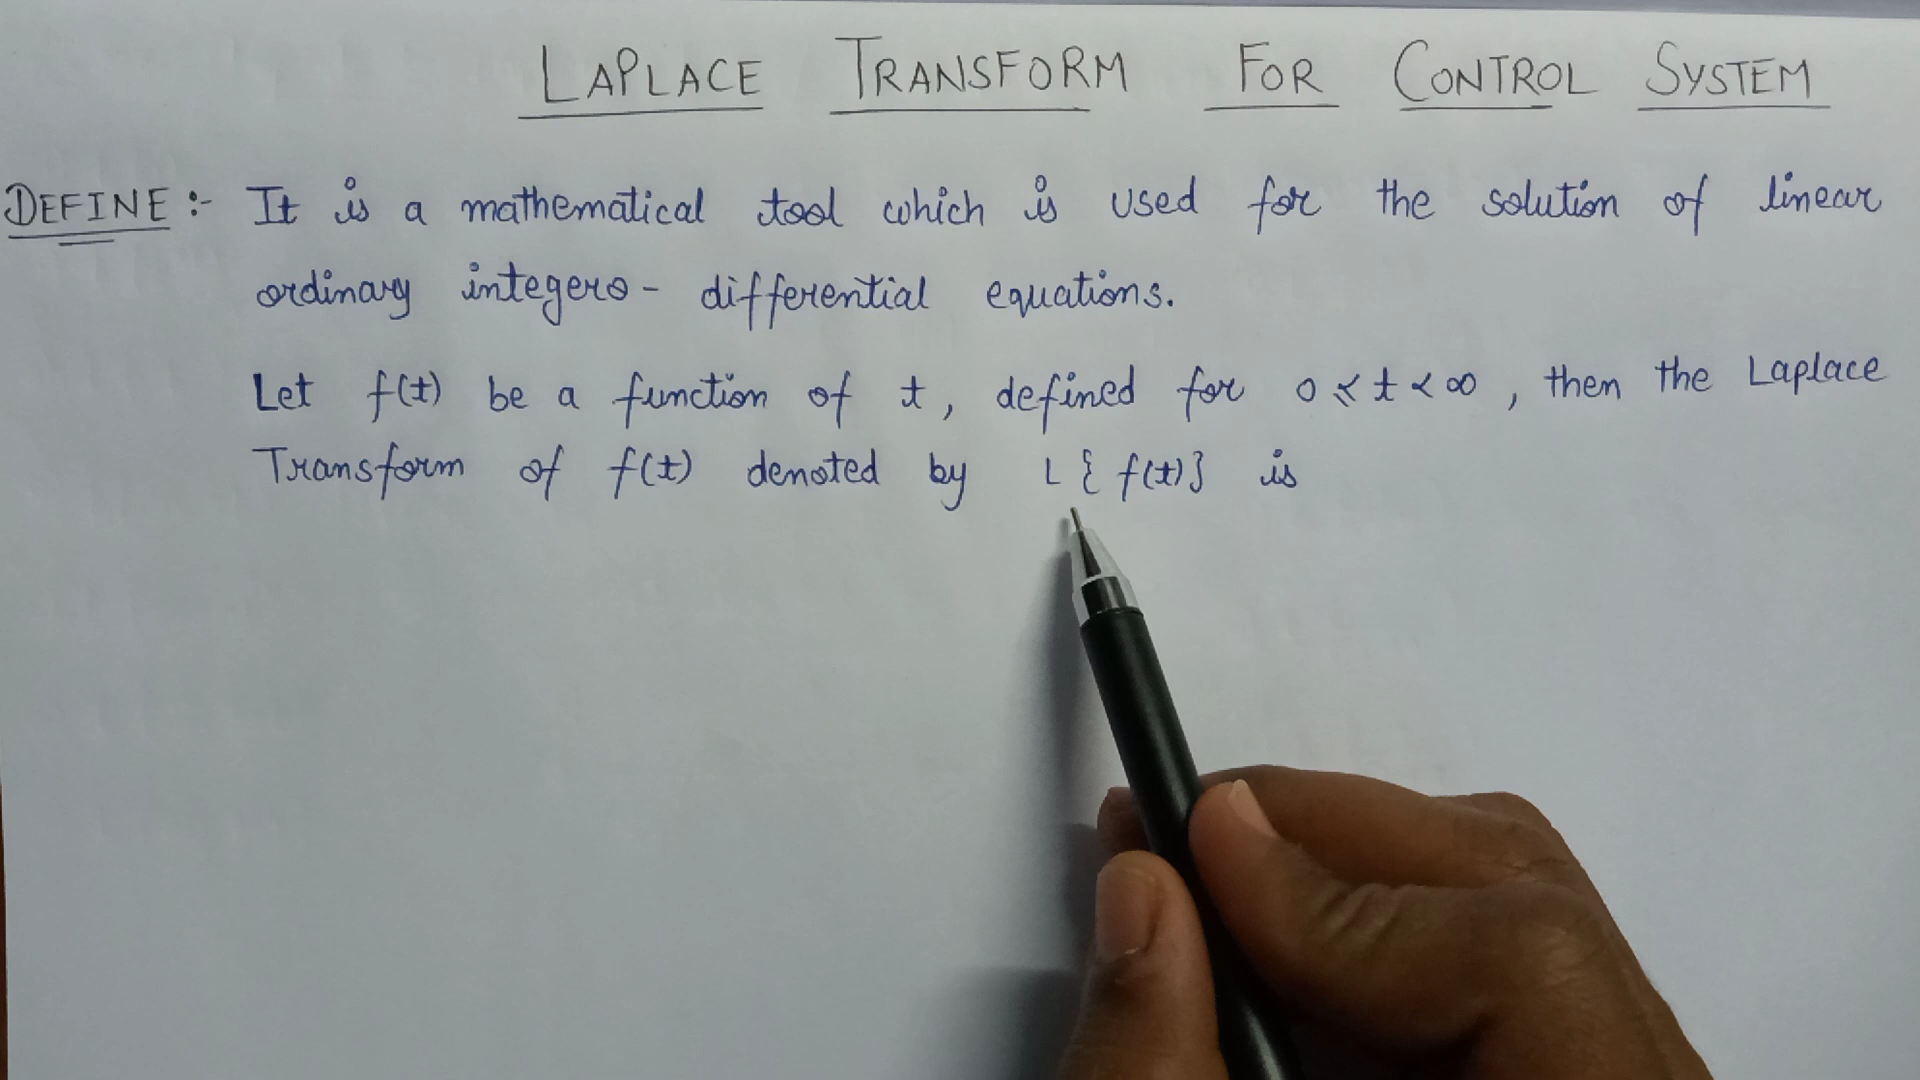 LAPLACE TRANSFORM FOR CONTROL SYSTEM
DEFINE :- It is a mathematical tool which is used for the solution of linear
ordinary integero-differential equations.
Let f(t) be a function of t, defined for 0 ≤ t < ∞, then the Laplace
Transform of f(t) denoted by L{f(t)} is